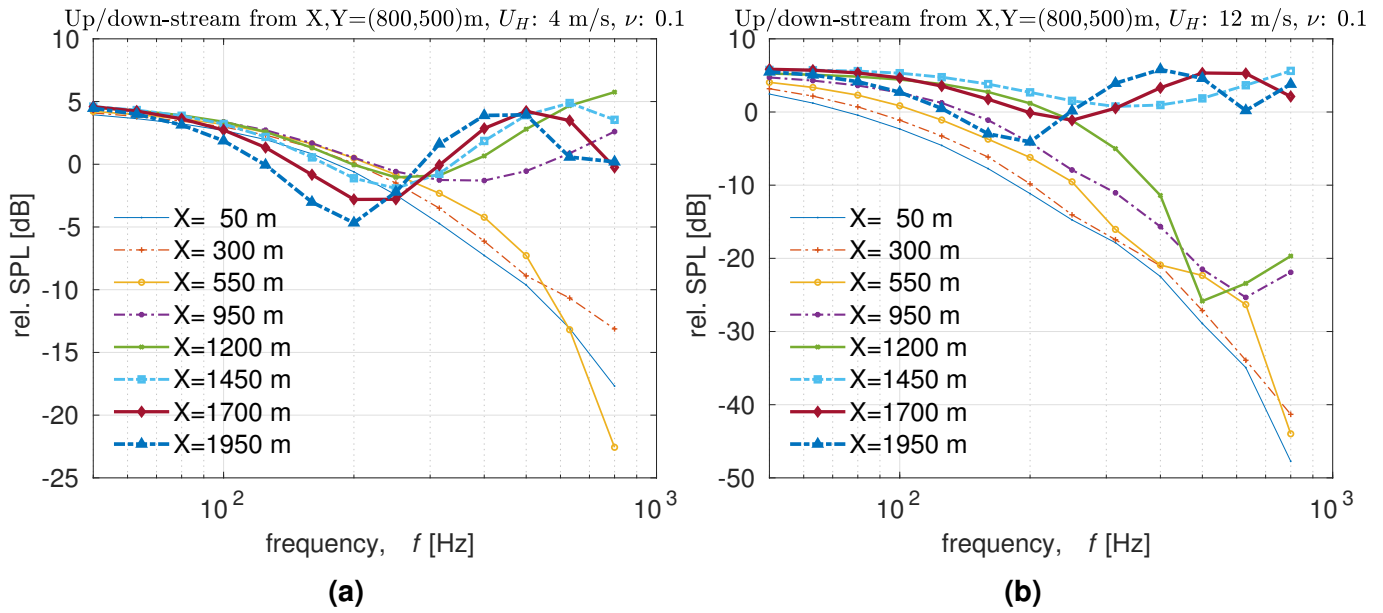 Up/down-stream from X,Y=(800,500)m, U_H: 4 m/s, ν: 0.1
10
5
0
-5
-10
-15
-20
-25
rel. SPL [dB]
X= 50 m
X= 300 m
X= 550 m
X= 950 m
X=1200 m
X=1450 m
X=1700 m
X=1950 m
10^2
10^3
frequency, f [Hz]
(a)
Up/down-stream from X,Y=(800,500)m, U_H: 12 m/s, ν: 0.1
10
0
-10
-20
-30
-40
-50
rel. SPL [dB]
X= 50 m
X= 300 m
X= 550 m
X= 950 m
X=1200 m
X=1450 m
X=1700 m
X=1950 m
10^2
10^3
frequency, f [Hz]
(b)